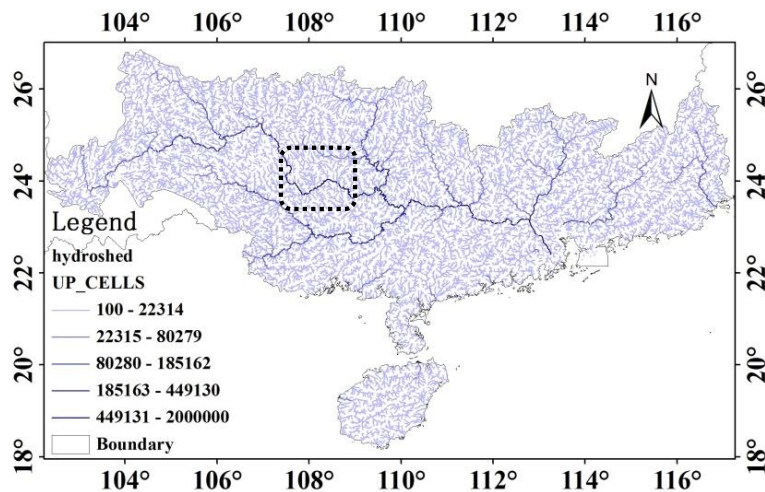 104° 106° 108° 110° 112° 114° 116°
26° 26°
N
24° 24°
Legend
hydroshed
22° 22°
UP_CELLS
100 - 22314
22315 - 80279
20° 20°
80280 - 185162
185163 - 449130
449131 - 2000000
Boundary
18° 18°
104° 106° 108° 110° 112° 114° 116°